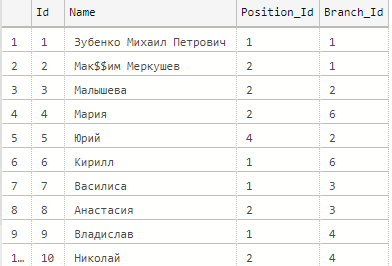 Id Name Position_Id Branch_Id
1 1 Зубенко Михаил Петрович 1 1
2 2 Мак$$им Меркушев 2 1
3 3 Малышева 2 2
4 4 Мария 2 6
5 5 Юрий 4 2
6 6 Кирилл 1 6
7 7 Василиса 1 3
8 8 Анастасия 2 3
9 9 Владислав 1 4
1… 10 Николай 2 4